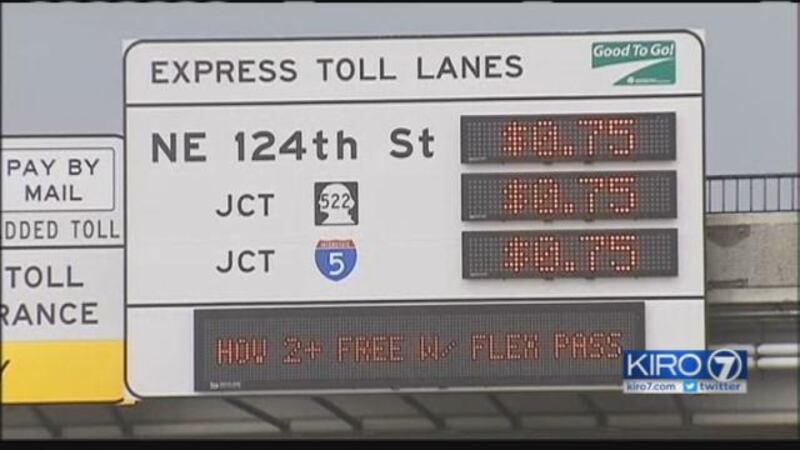 EXPRESS TOLL LANES
Good To Go!
NE 124th St $0.75
JCT 522 $0.75
JCT INTERSTATE 5 $0.75
HOV 2+ FREE W/ FLEX PASS
PAY BY
MAIL
DDED TOLL
TOLL
RANCE
KIRO 7
kiro7.com twitter